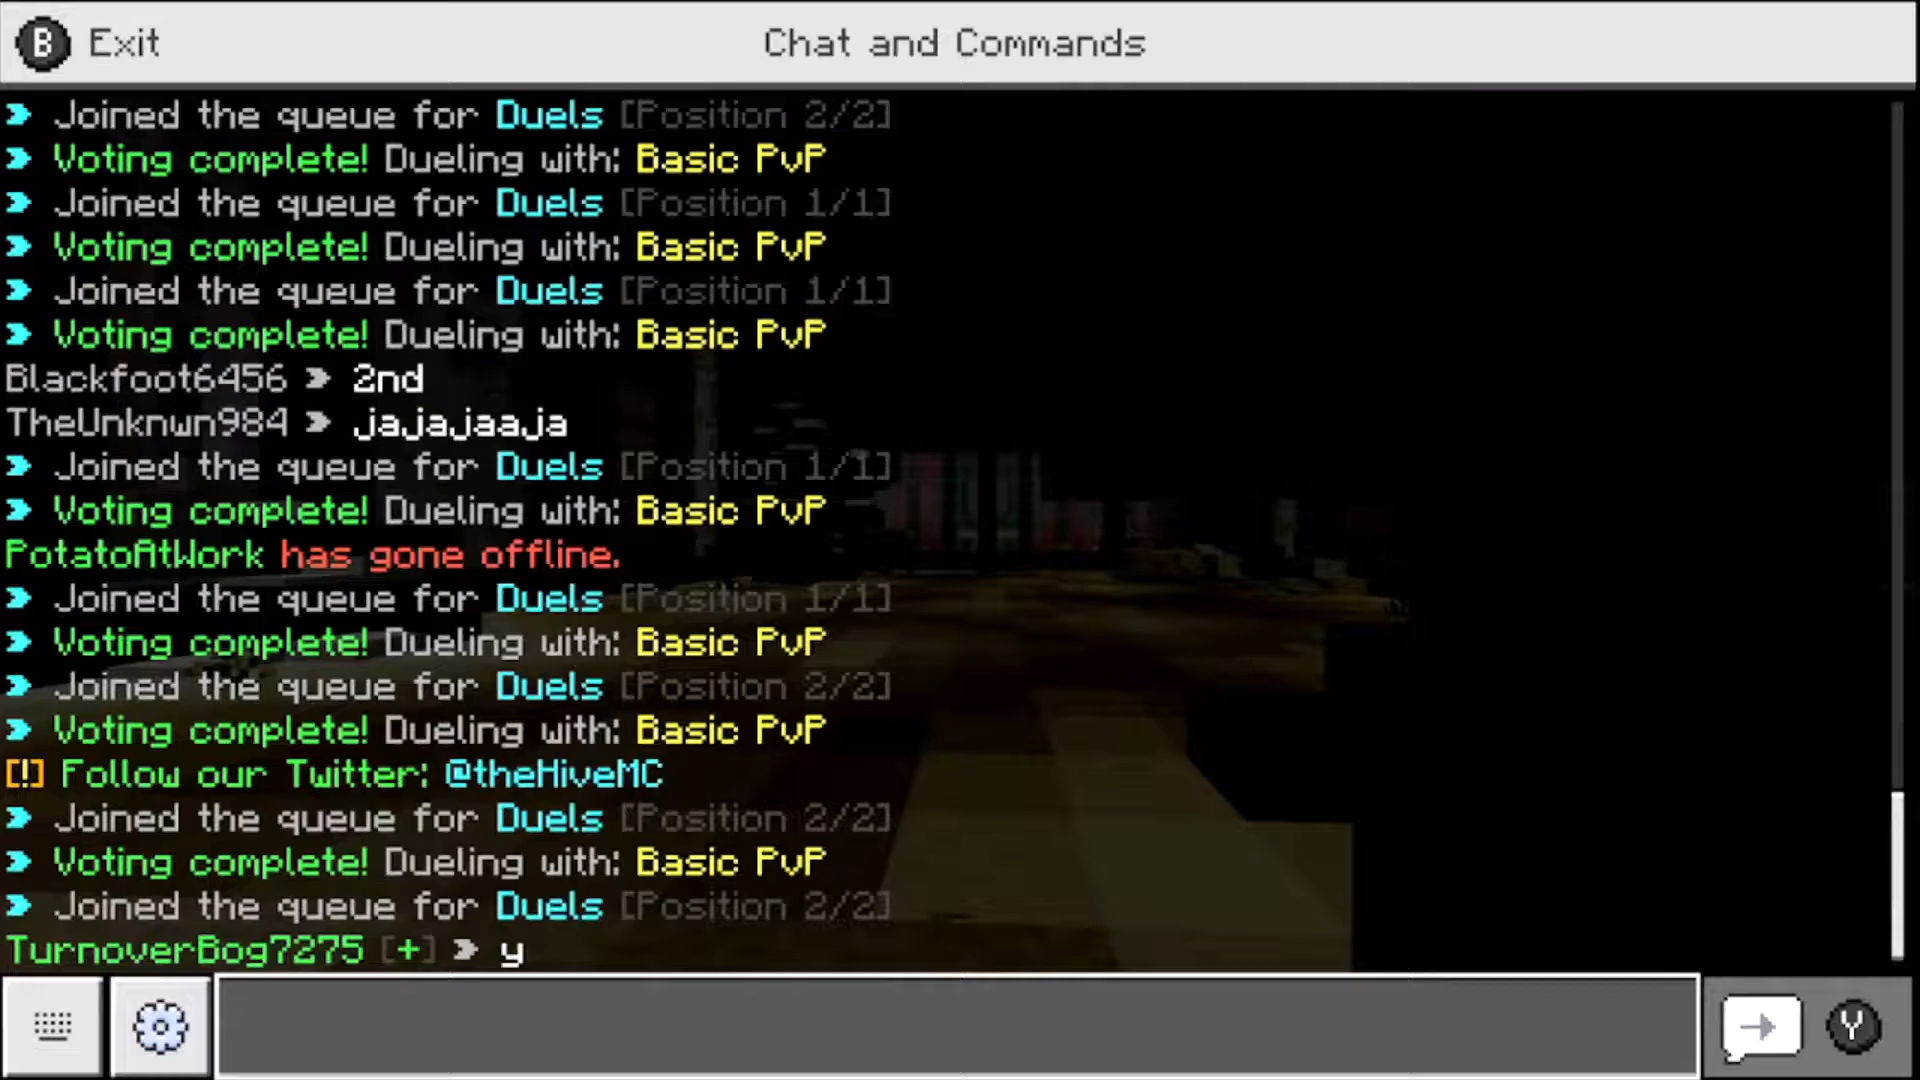 B Exit
Chat and Commands
Joined the queue for Duels [Position 2/2]
Voting complete! Dueling with: Basic PvP
Joined the queue for Duels [Position 1/1]
Voting complete! Dueling with: Basic PvP
Joined the queue for Duels [Position 1/1]
Voting complete! Dueling with: Basic PvP
Blackfoot6456 » 2nd
TheUnknwn984 » jajajaaja
Joined the queue for Duels [Position 1/1]
Voting complete! Dueling with: Basic PvP
PotatoAtWork has gone offline.
Joined the queue for Duels [Position 1/1]
Voting complete! Dueling with: Basic PvP
Joined the queue for Duels [Position 2/2]
Voting complete! Dueling with: Basic PvP
[!] Follow our Twitter: @theHiveMC
Joined the queue for Duels [Position 2/2]
Voting complete! Dueling with: Basic PvP
Joined the queue for Duels [Position 2/2]
TurnoverBog7275 [+] » y
Y